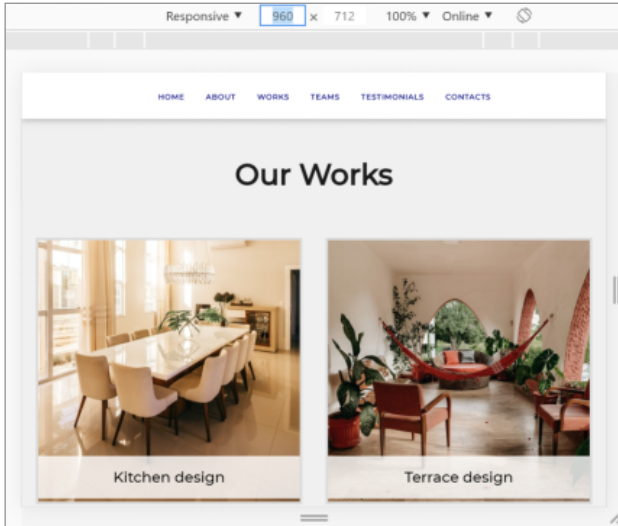 Responsive ▼ 960 × 712 100% ▼ Online ▼
HOME ABOUT WORKS TEAMS TESTIMONIALS CONTACTS
Our Works
Kitchen design Terrace design